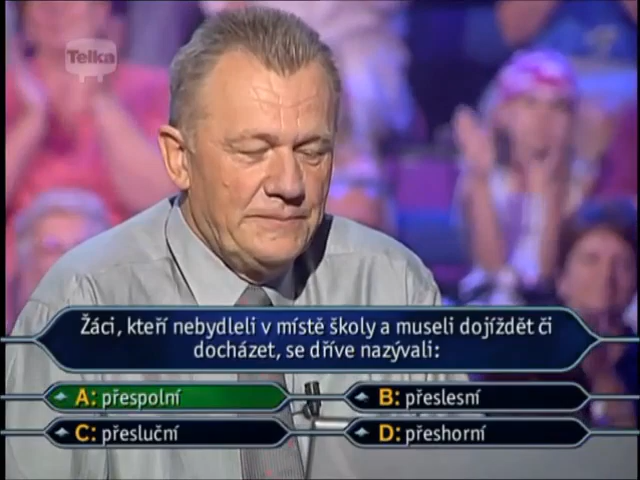 Telka
Žáci, kteří nebydleli v místě školy a museli dojíždět či
docházet, se dříve nazývali:
A: přespolní
B: přeslesní
C: přesluční
D: přeshorní